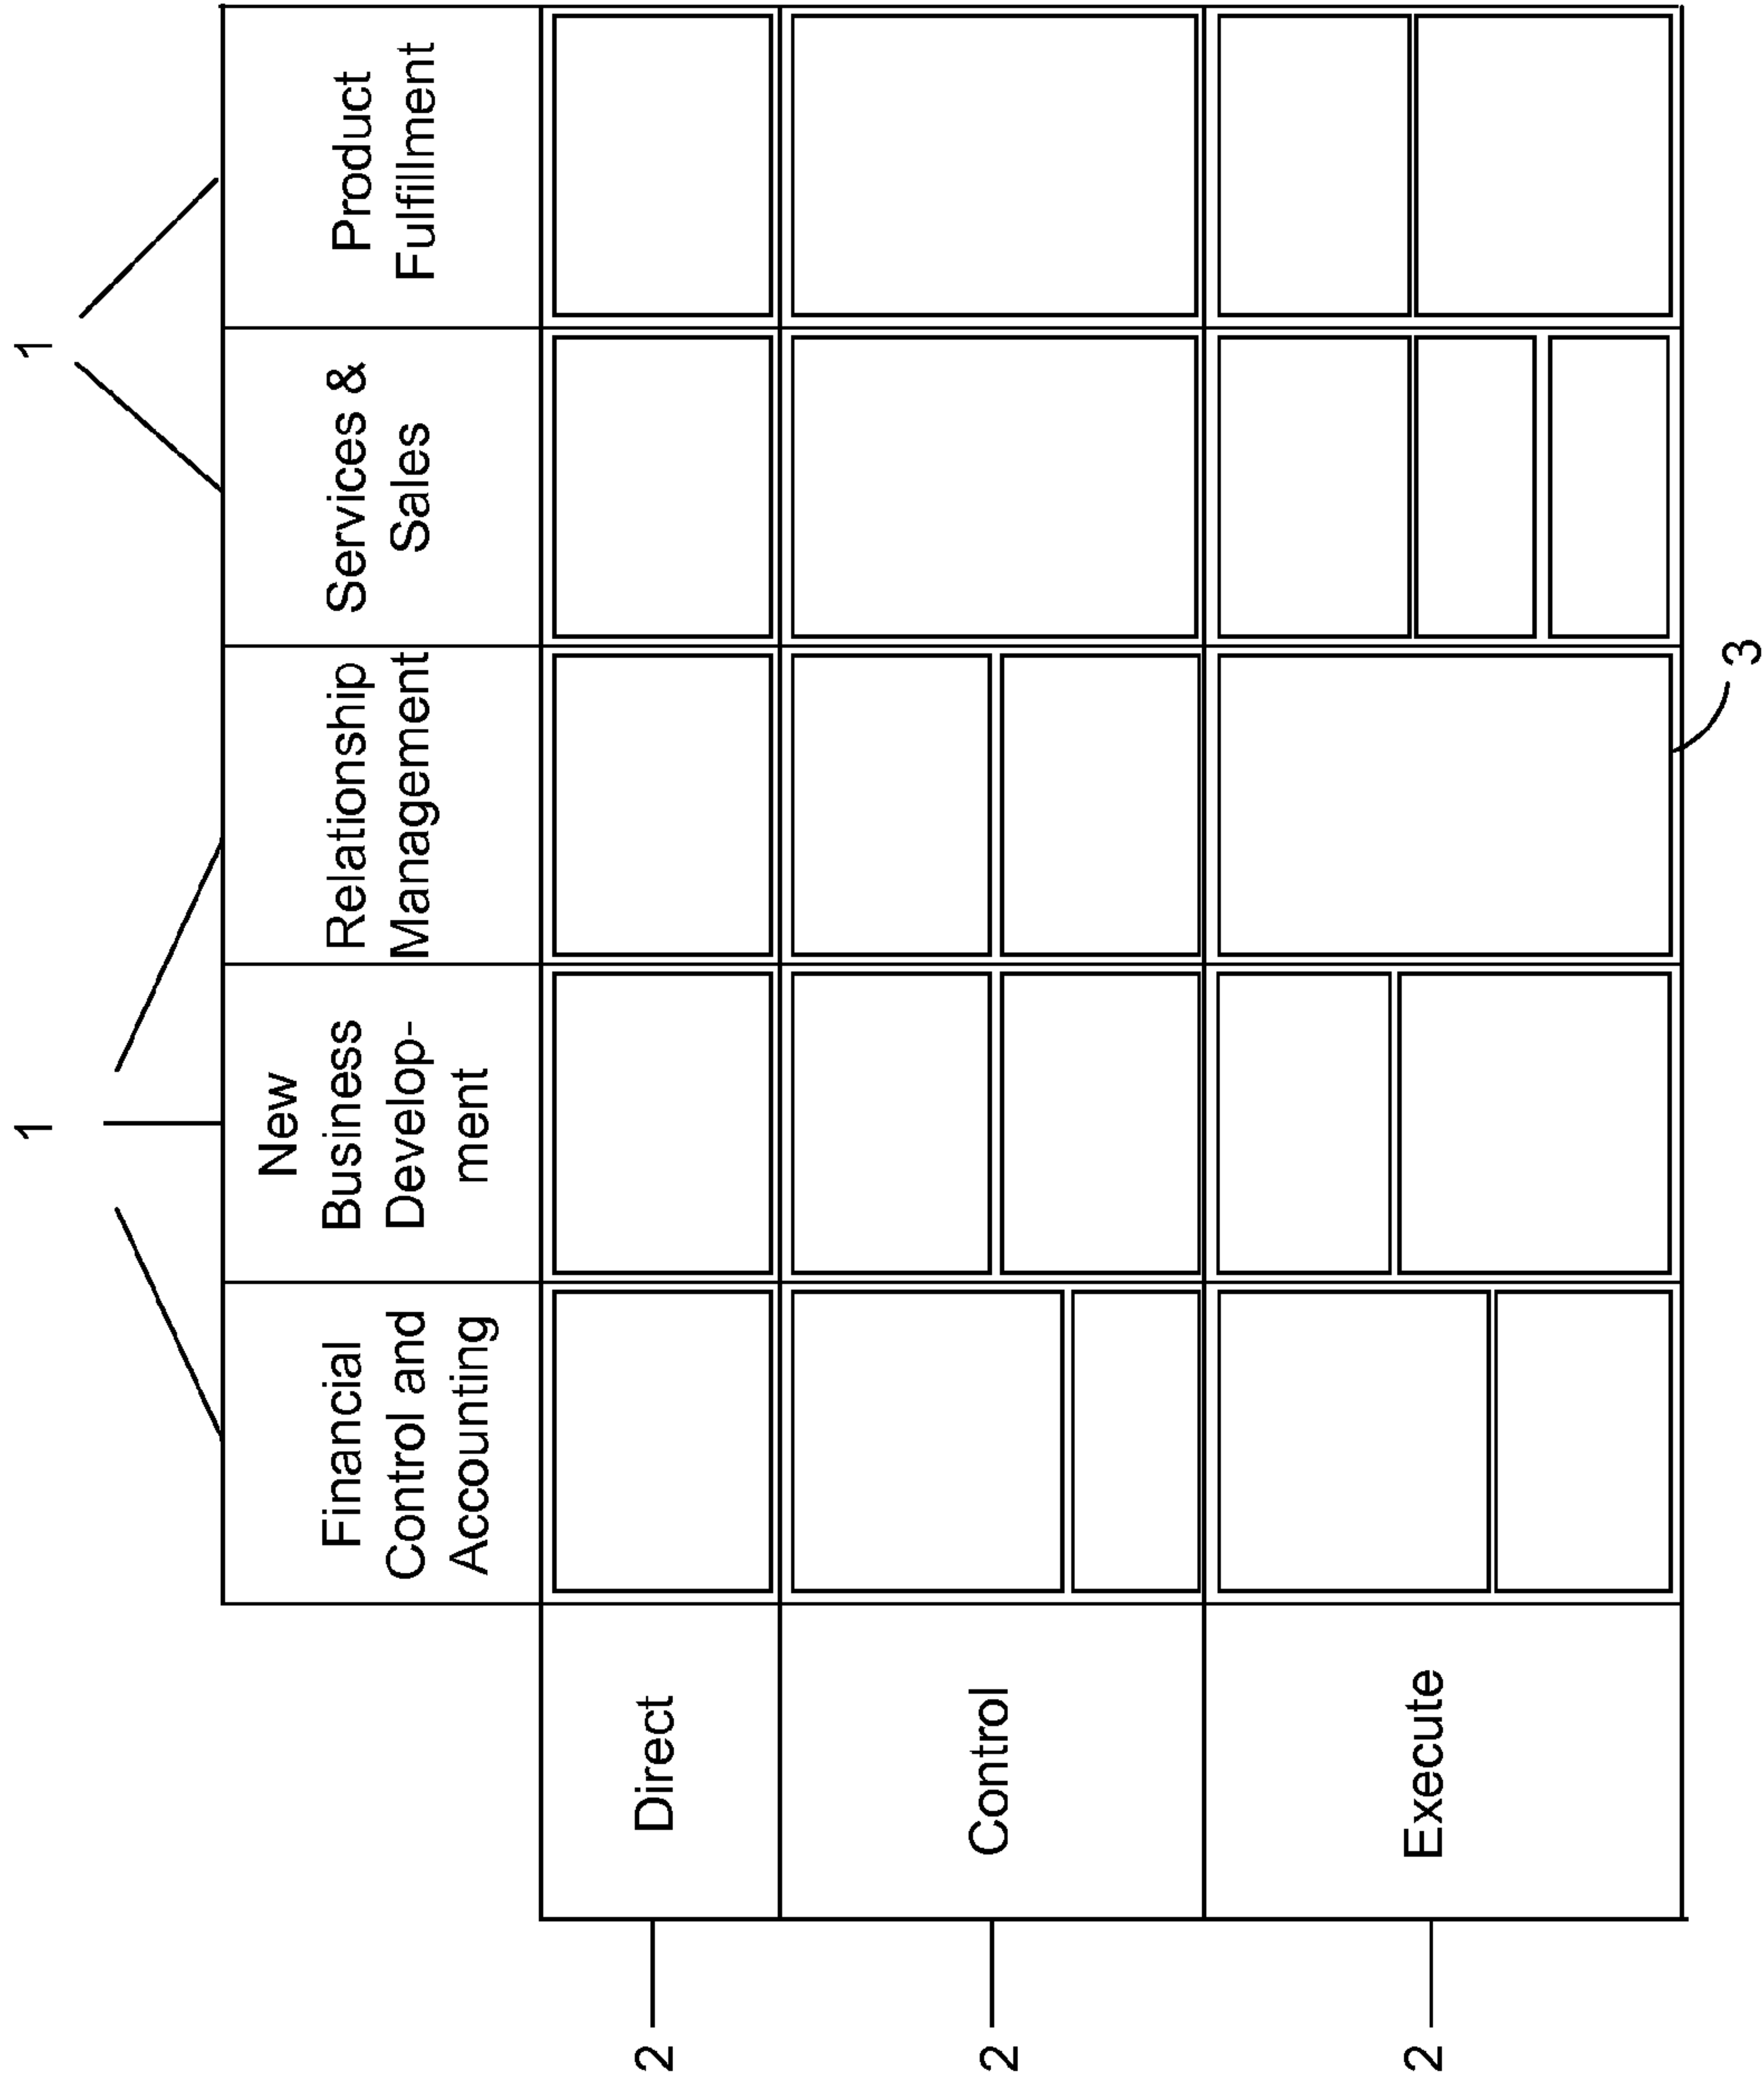 1
1
Financial
Control and
Accounting
New
Business
Develop-
ment
Relationship
Management
Services &
Sales
Product
Fulfillment
2
Direct
2
Control
2
Execute
3